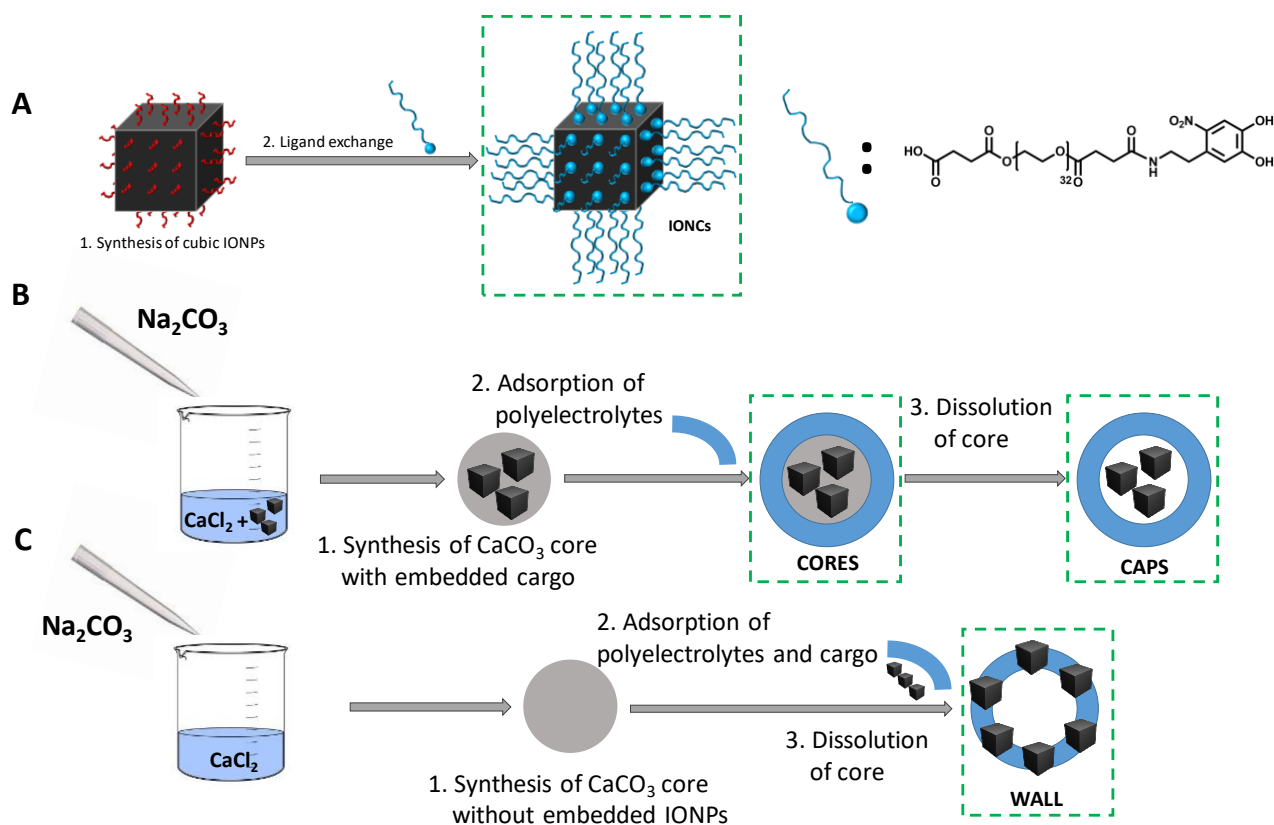 A
1. Synthesis of cubic IONPs
2. Ligand exchange
IONCs
:
HO
O
O
O
O
O
32
O
O
N
H
O₂N
OH
OH
B
Na₂CO₃
CaCl₂ +
1. Synthesis of CaCO₃ core
with embedded cargo
2. Adsorption of
polyelectrolytes
CORES
3. Dissolution
of core
CAPS
C
Na₂CO₃
CaCl₂
1. Synthesis of CaCO₃ core
without embedded IONPs
2. Adsorption of
polyelectrolytes and cargo
3. Dissolution
of core
WALL